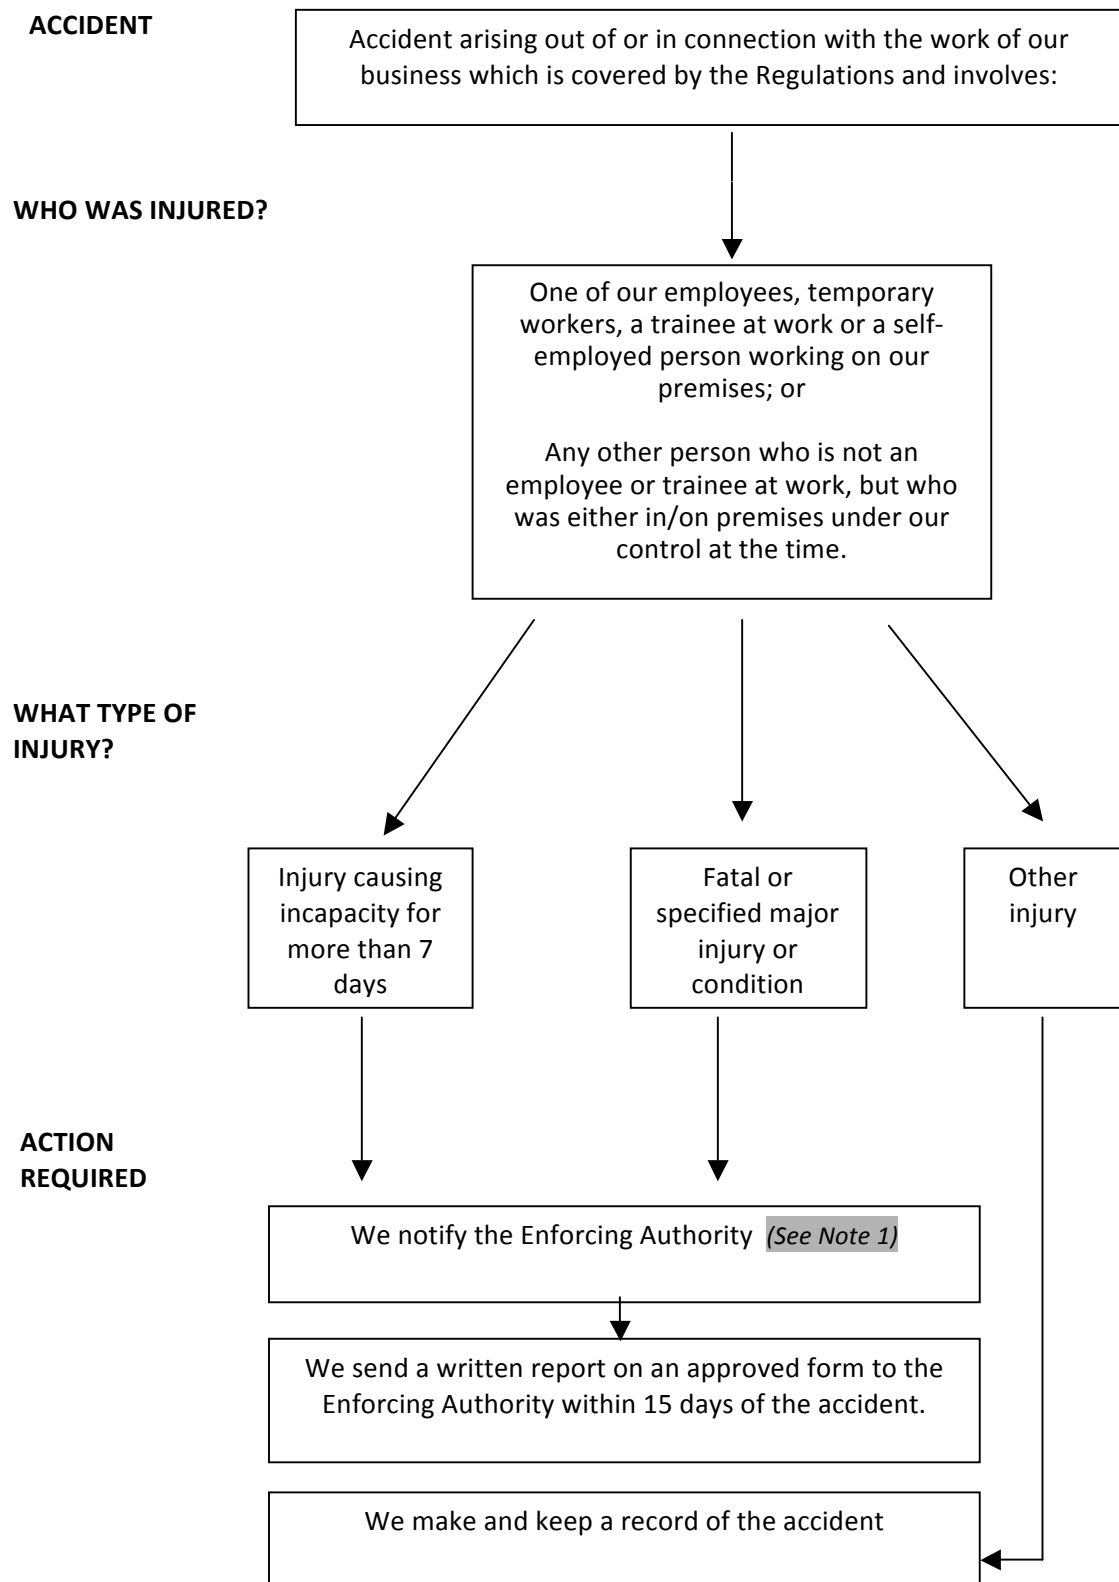 ACCIDENT
Accident arising out of or in connection with the work of our
business which is covered by the Regulations and involves:
WHO WAS INJURED?
One of our employees, temporary
workers, a trainee at work or a self-
employed person working on our
premises; or
Any other person who is not an
employee or trainee at work, but who
was either in/on premises under our
control at the time.
WHAT TYPE OF
INJURY?
Injury causing
incapacity for
more than 7
days
Fatal or
specified major
injury or
condition
Other
injury
ACTION
REQUIRED
We notify the Enforcing Authority (See Note 1)
We send a written report on an approved form to the
Enforcing Authority within 15 days of the accident.
We make and keep a record of the accident